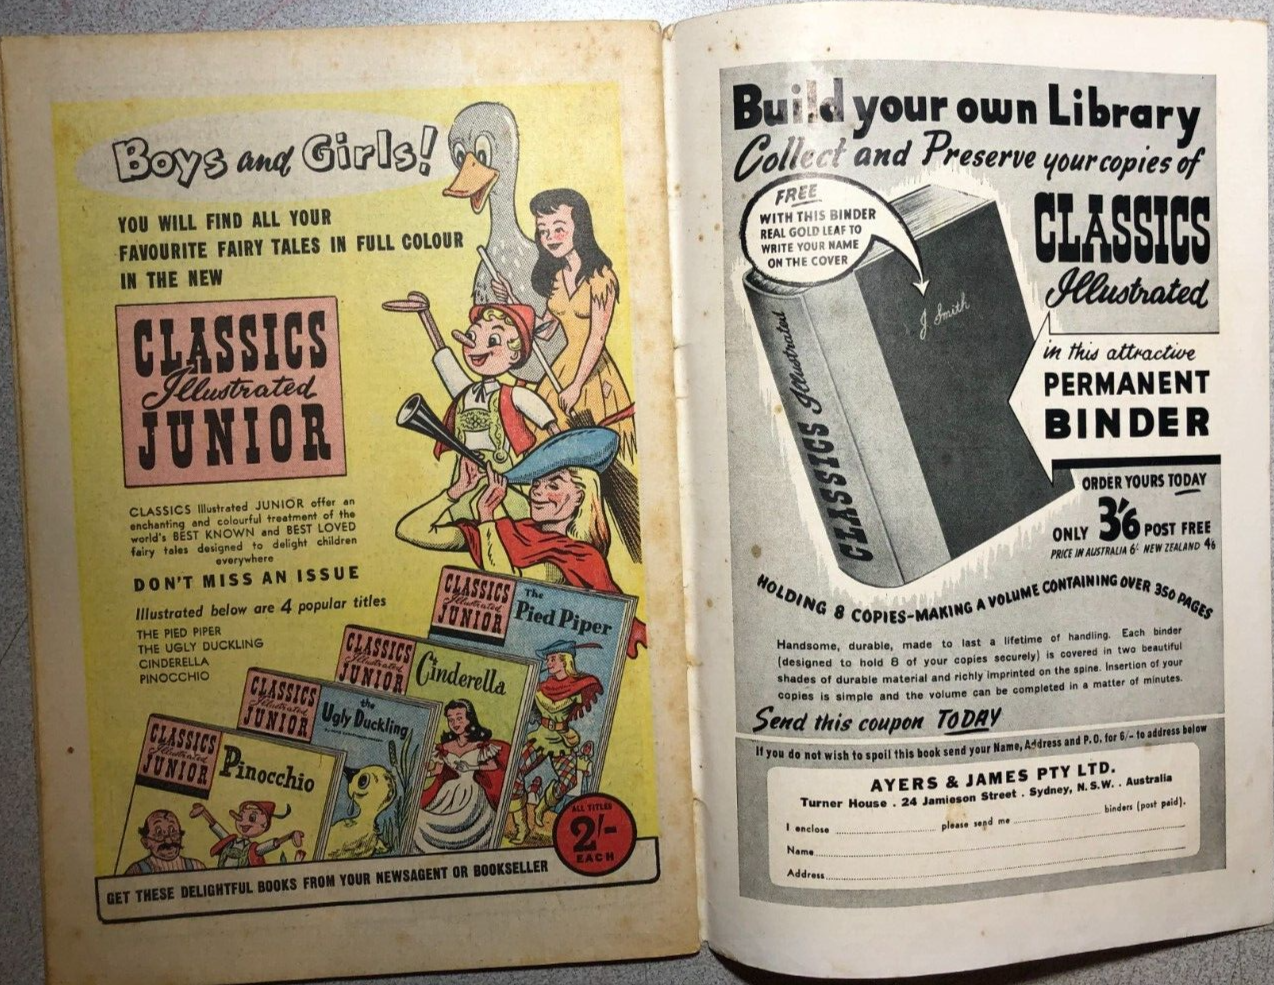 Boys and Girls!
YOU WILL FIND ALL YOUR
FAVOURITE FAIRY TALES IN FULL COLOUR
IN THE NEW
CLASSICS
Illustrated
JUNIOR
CLASSICS Illustrated JUNIOR offer an
enchanting and colourful treatment of the
world's BEST KNOWN and BEST LOVED
fairy tales designed to delight children
everywhere
DON'T MISS AN ISSUE
Illustrated below are 4 popular titles
THE PIED PIPER
THE UGLY DUCKLING
CINDERELLA
PINOCCHIO
CLASSICS
Illustrated
JUNIOR
The
Pied Piper
CLASSICS
Illustrated
JUNIOR
Cinderella
CLASSICS
Illustrated
JUNIOR
the
Ugly Duckling
CLASSICS
Illustrated
JUNIOR
Pinocchio
ALL TITLES
2/-
EACH
GET THESE DELIGHTFUL BOOKS FROM YOUR NEWSAGENT OR BOOKSELLER
Build your own Library
Collect and Preserve your copies of
CLASSICS
Illustrated
FREE
WITH THIS BINDER
REAL GOLD LEAF TO
WRITE YOUR NAME
ON THE COVER
J Smith
CLASSICS Illustrated
in this attractive
PERMANENT
BINDER
ORDER YOURS TODAY
ONLY 3'6 POST FREE
PRICE IN AUSTRALIA 6/- NEW ZEALAND 4/6
HOLDING 8 COPIES-MAKING A VOLUME CONTAINING OVER 350 PAGES
Handsome, durable, made to last a lifetime of handling. Each binder
(designed to hold 8 of your copies securely) is covered in two beautiful
shades of durable material and richly imprinted on the spine. Insertion of your
copies is simple and the volume can be completed in a matter of minutes.
Send this coupon TODAY
If you do not wish to spoil this book send your Name, Address and P.O. for 6/- to address below
AYERS & JAMES PTY LTD.
Turner House . 24 Jamieson Street . Sydney, N.S.W. . Australia
I enclose please send me binders (post paid).
Name
Address